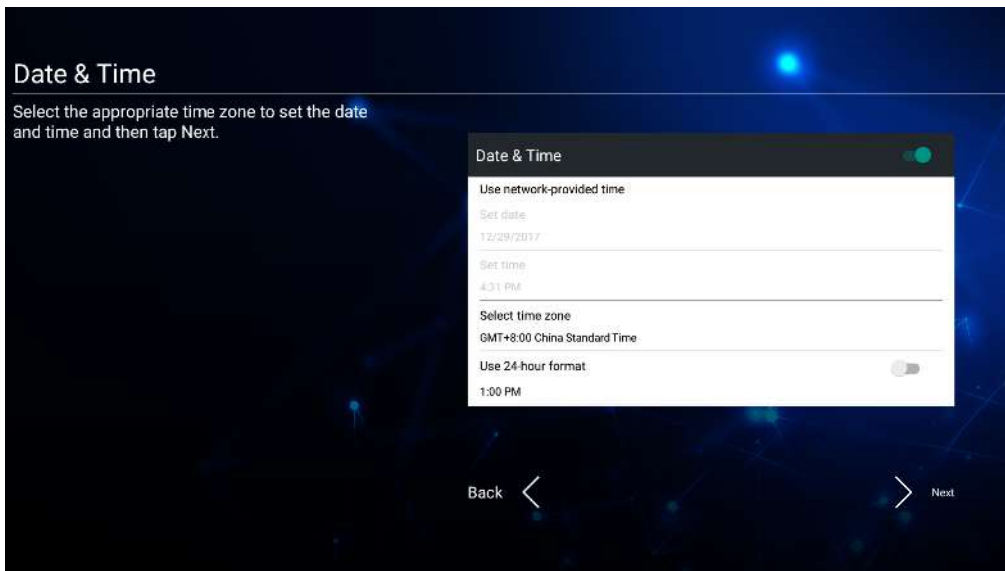 Date & Time
Select the appropriate time zone to set the date
and time and then tap Next.
Date & Time
Use network-provided time
Set date
12/29/2017
Set time
4:31 PM
Select time zone
GMT+8:00 China Standard Time
Use 24-hour format
1:00 PM
Back
Next